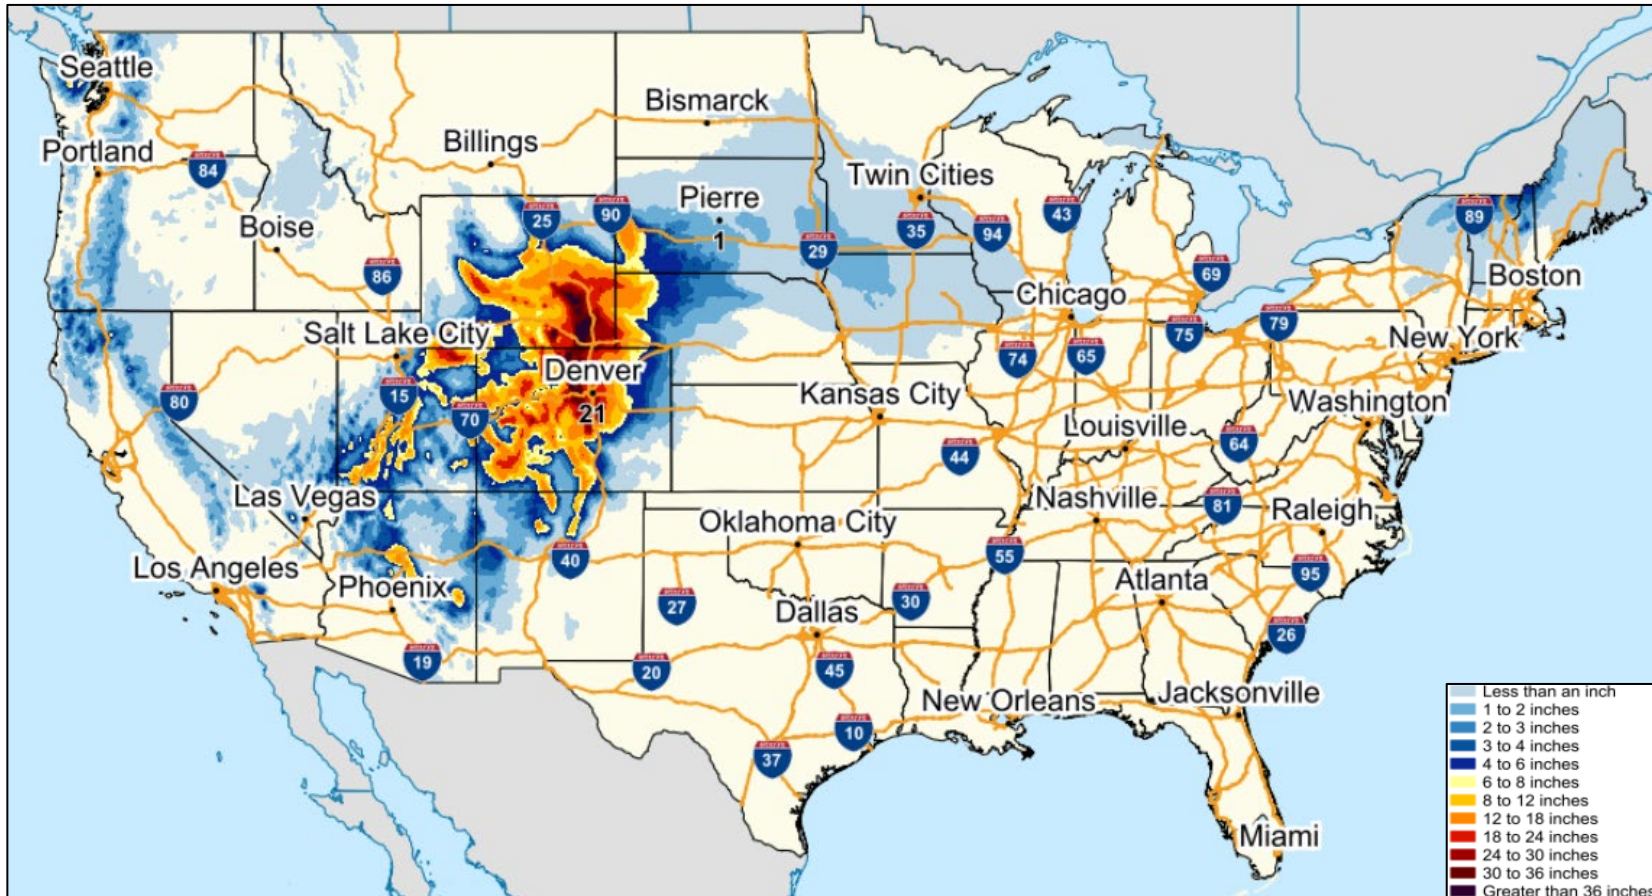 Seattle
Bismarck
Billings
Portland
84
Twin Cities
Pierre
25
90
43
89
35
94
Boise
1
29
86
69
Boston
Chicago
Salt Lake City
79
75
New York
74
65
Denver
15
Kansas City
80
70
21
Washington
Louisville
64
44
Las Vegas
Nashville
81
Raleigh
Oklahoma City
40
55
Los Angeles
95
Phoenix
Atlanta
27
30
Dallas
26
19
20
45
New Orleans
Jacksonville
10
37
Miami
Less than an inch
1 to 2 inches
2 to 3 inches
3 to 4 inches
4 to 6 inches
6 to 8 inches
8 to 12 inches
12 to 18 inches
18 to 24 inches
24 to 30 inches
30 to 36 inches
Greater than 36 inches